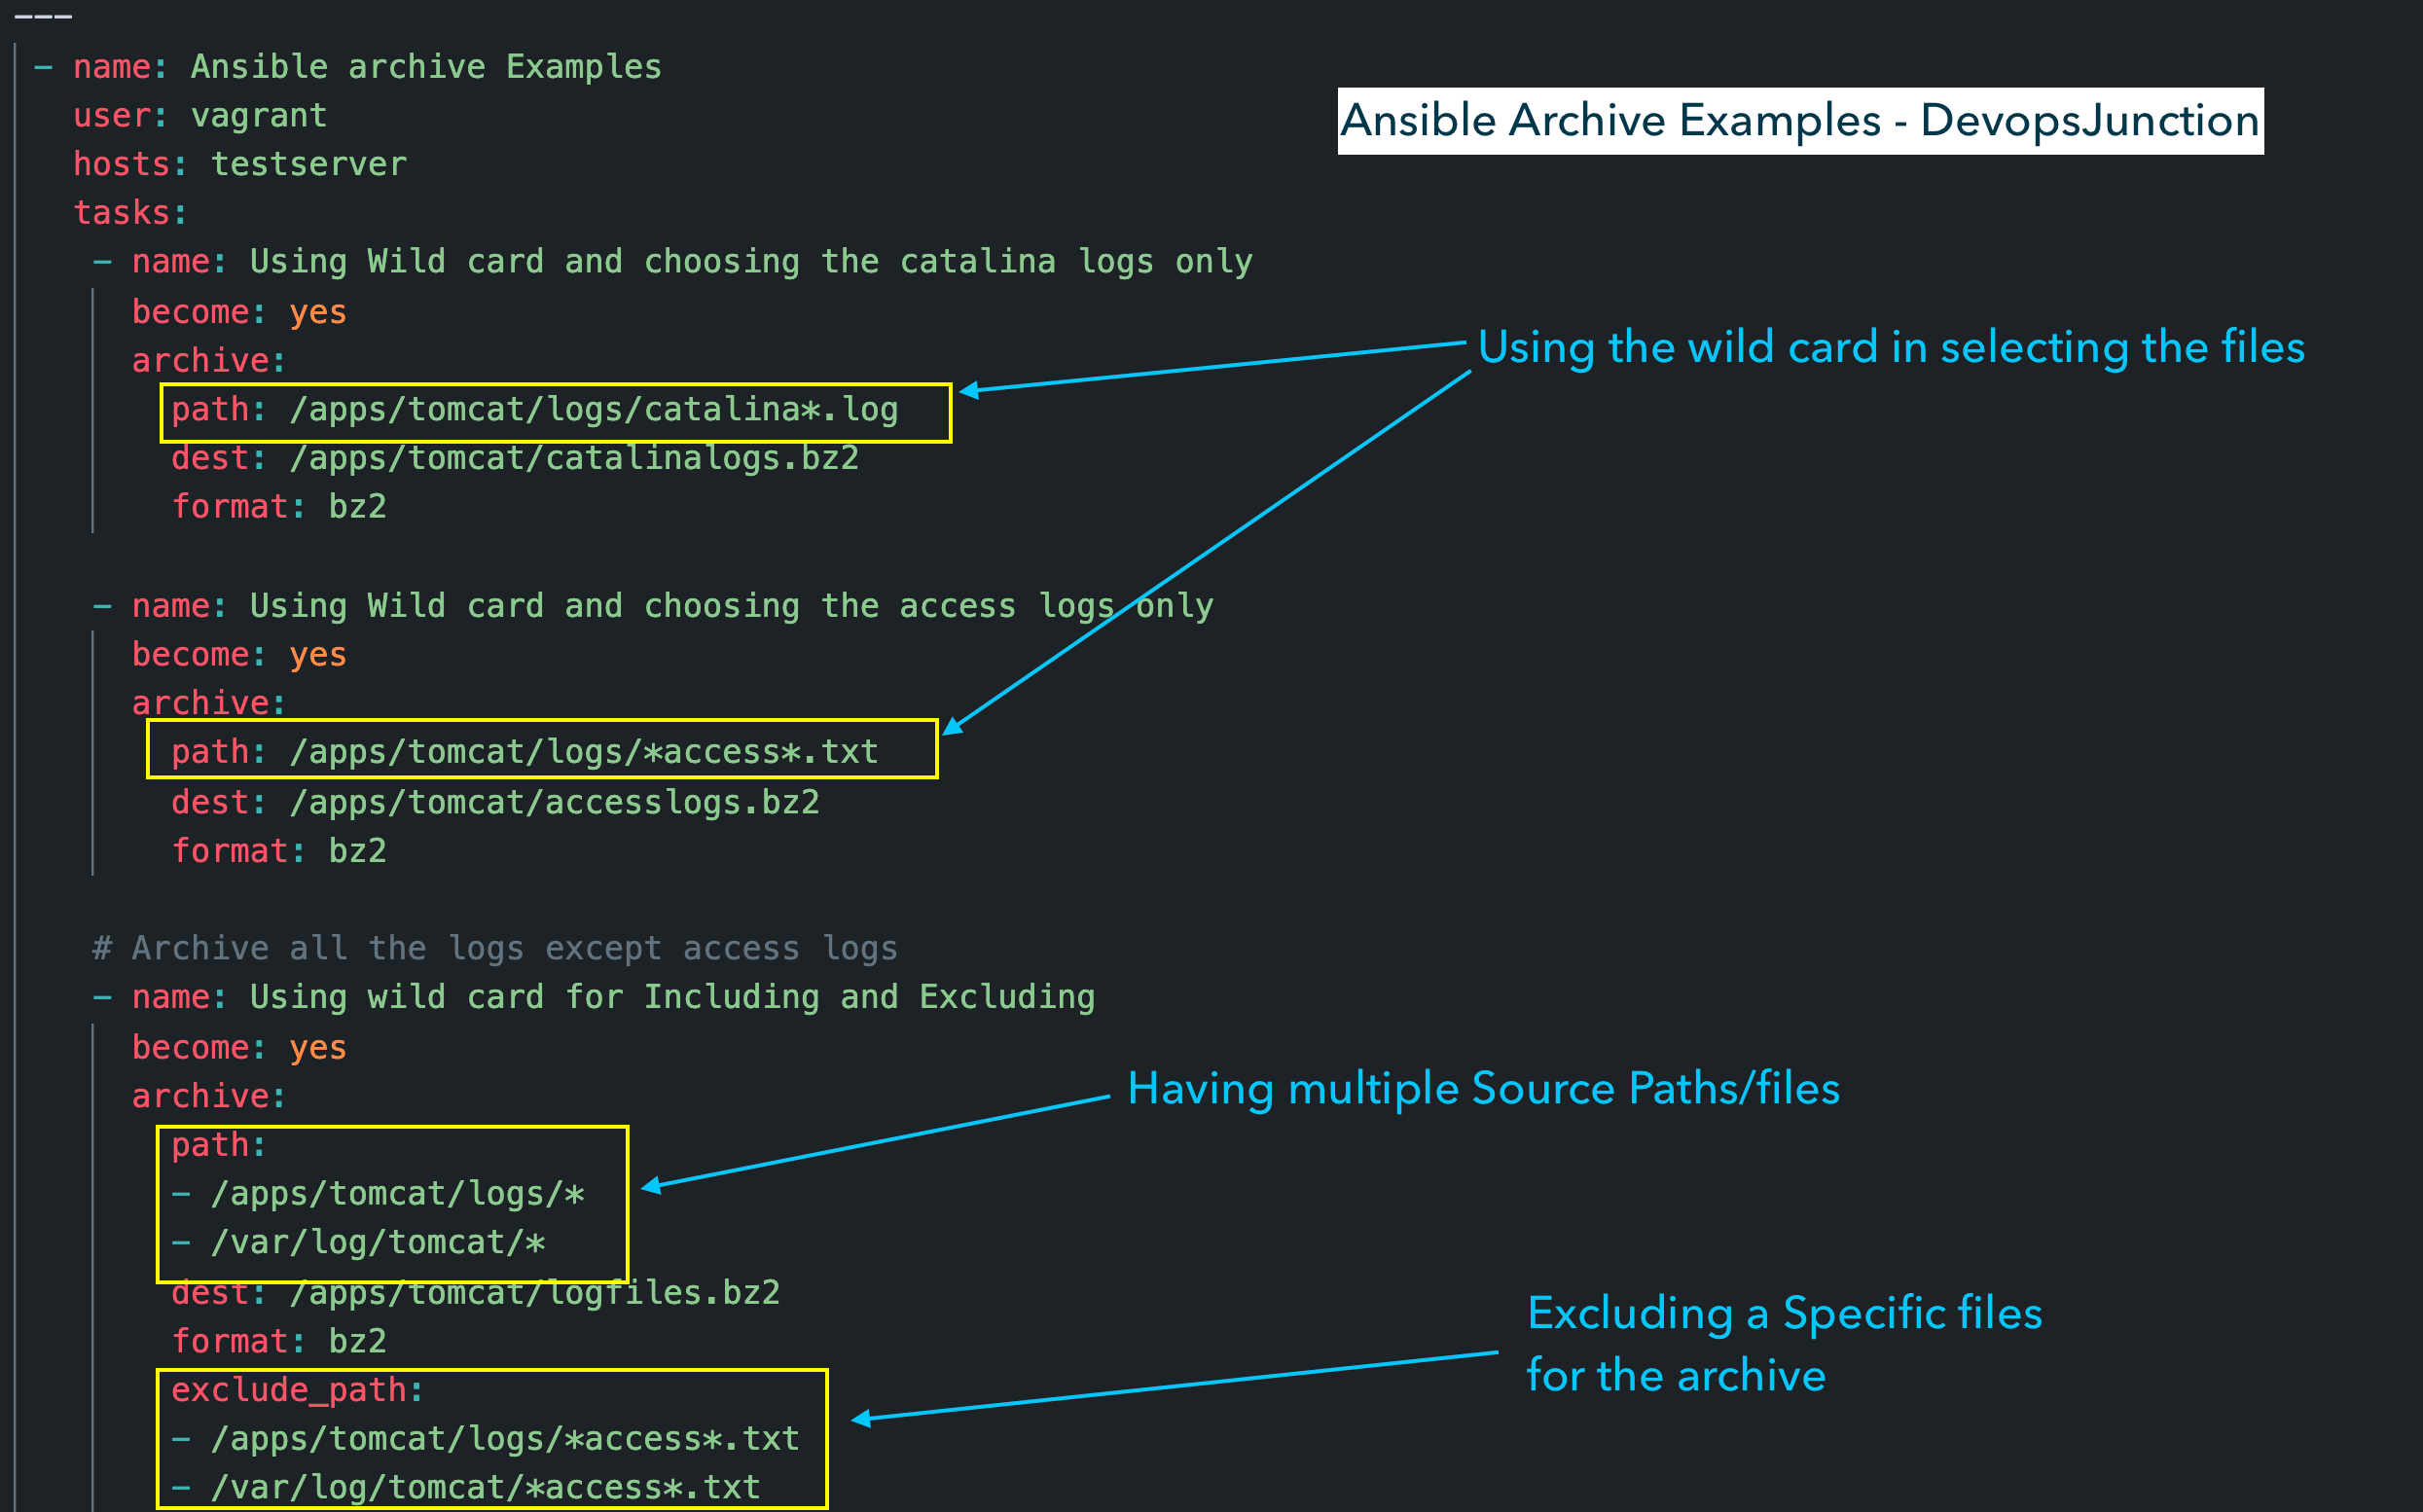 ---
- name: Ansible archive Examples
user: vagrant
Ansible Archive Examples - DevopsJunction
hosts: testserver
tasks:
- name: Using Wild card and choosing the catalina logs only
become: yes
Using the wild card in selecting the files
archive:
path: /apps/tomcat/logs/catalina*.log
dest: /apps/tomcat/catalinalogs.bz2
format: bz2
- name: Using Wild card and choosing the access logs only
become: yes
archive:
path: /apps/tomcat/logs/*access*.txt
dest: /apps/tomcat/accesslogs.bz2
format: bz2
# Archive all the logs except access logs
- name: Using wild card for Including and Excluding
become: yes
archive:
Having multiple Source Paths/files
path:
- /apps/tomcat/logs/*
- /var/log/tomcat/*
dest: /apps/tomcat/logfiles.bz2
format: bz2
Excluding a Specific files
for the archive
exclude_path:
- /apps/tomcat/logs/*access*.txt
- /var/log/tomcat/*access*.txt